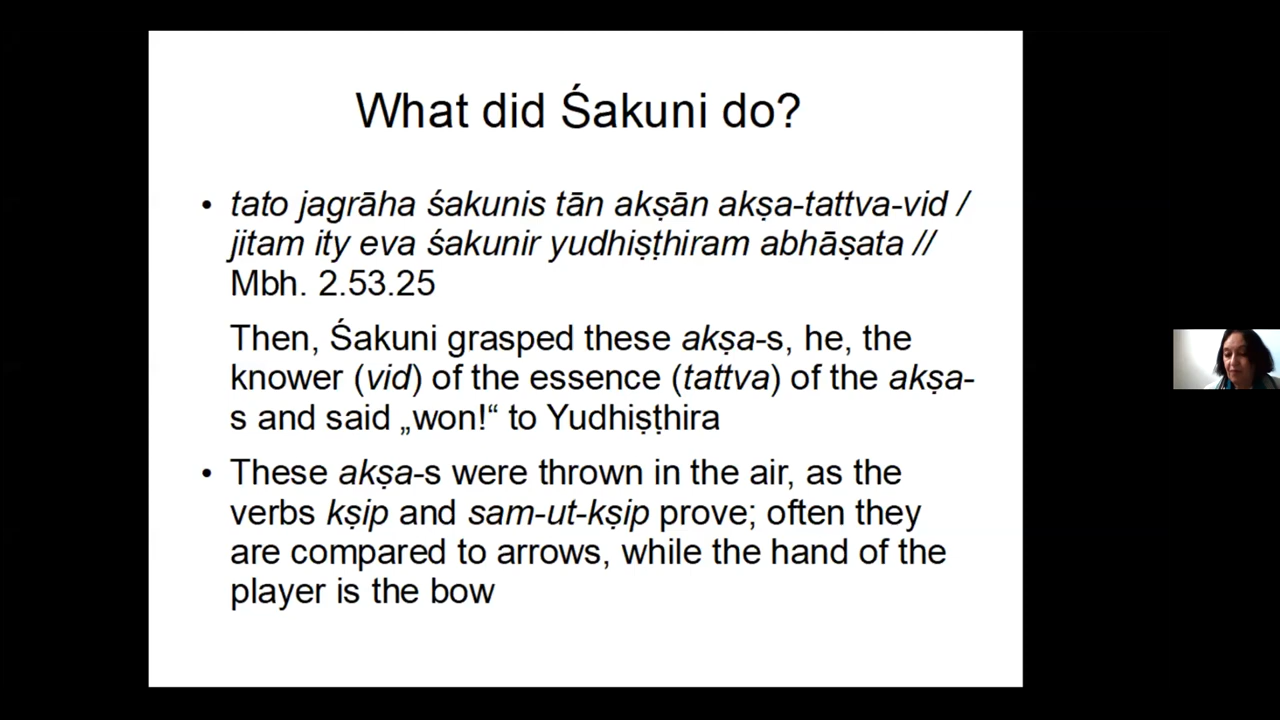 What did Śakuni do?
• tato jagrāha śakunis tān akṣān akṣa-tattva-vid /
jitam ity eva śakunir yudhiṣṭhiram abhāṣata //
Mbh. 2.53.25
Then, Śakuni grasped these akṣa-s, he, the
knower (vid) of the essence (tattva) of the akṣa-
s and said „won!“ to Yudhiṣṭhira
• These akṣa-s were thrown in the air, as the
verbs kṣip and sam-ut-kṣip prove; often they
are compared to arrows, while the hand of the
player is the bow